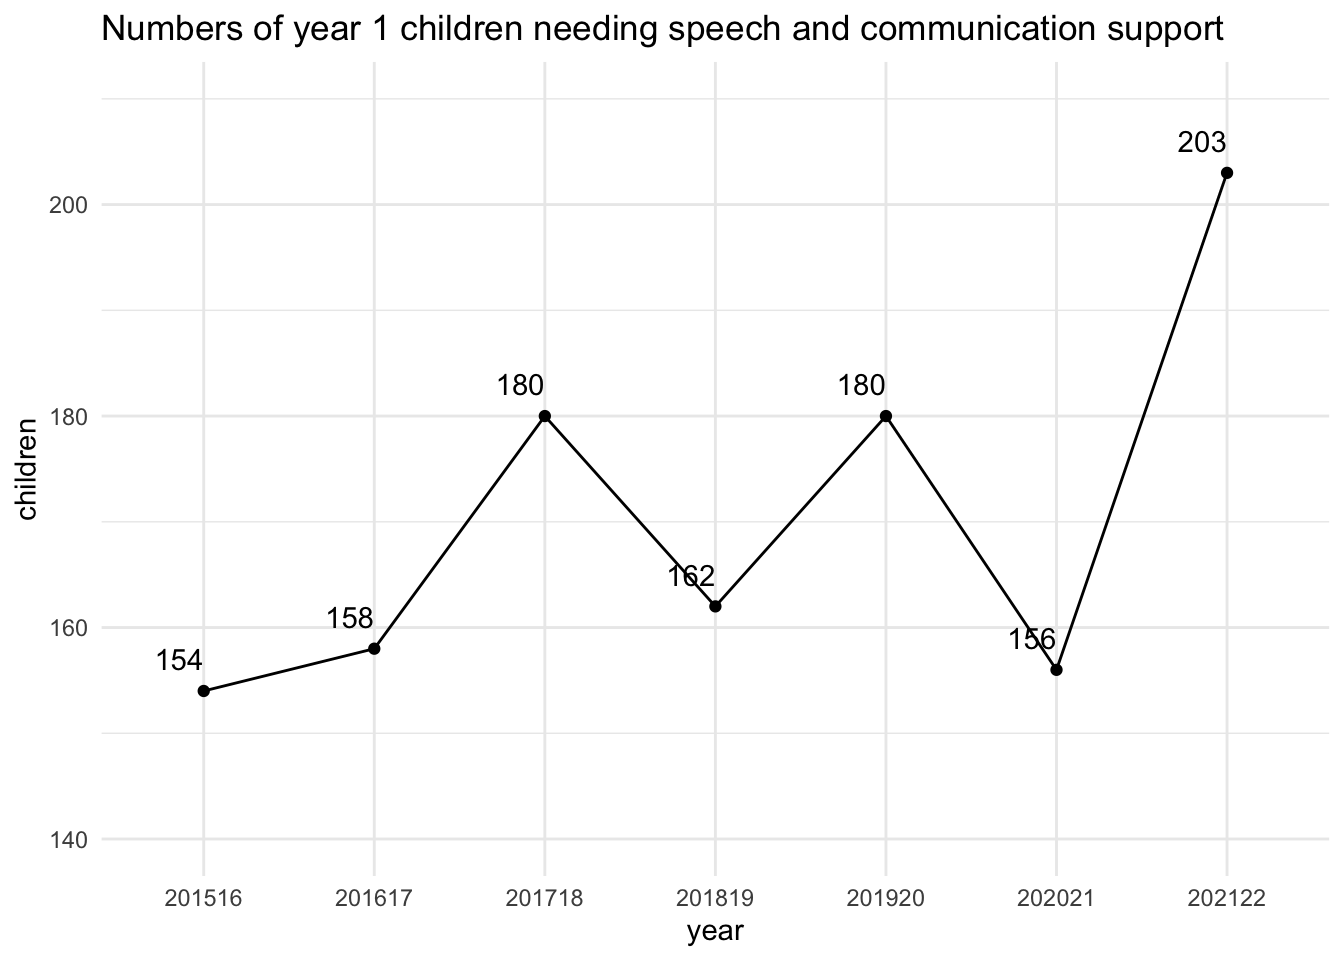 Numbers of year 1 children needing speech and communication support
203
200
180 180
180
children
162
160
158
156
154
140
201516 201617 201718 201819 201920 202021 202122
year